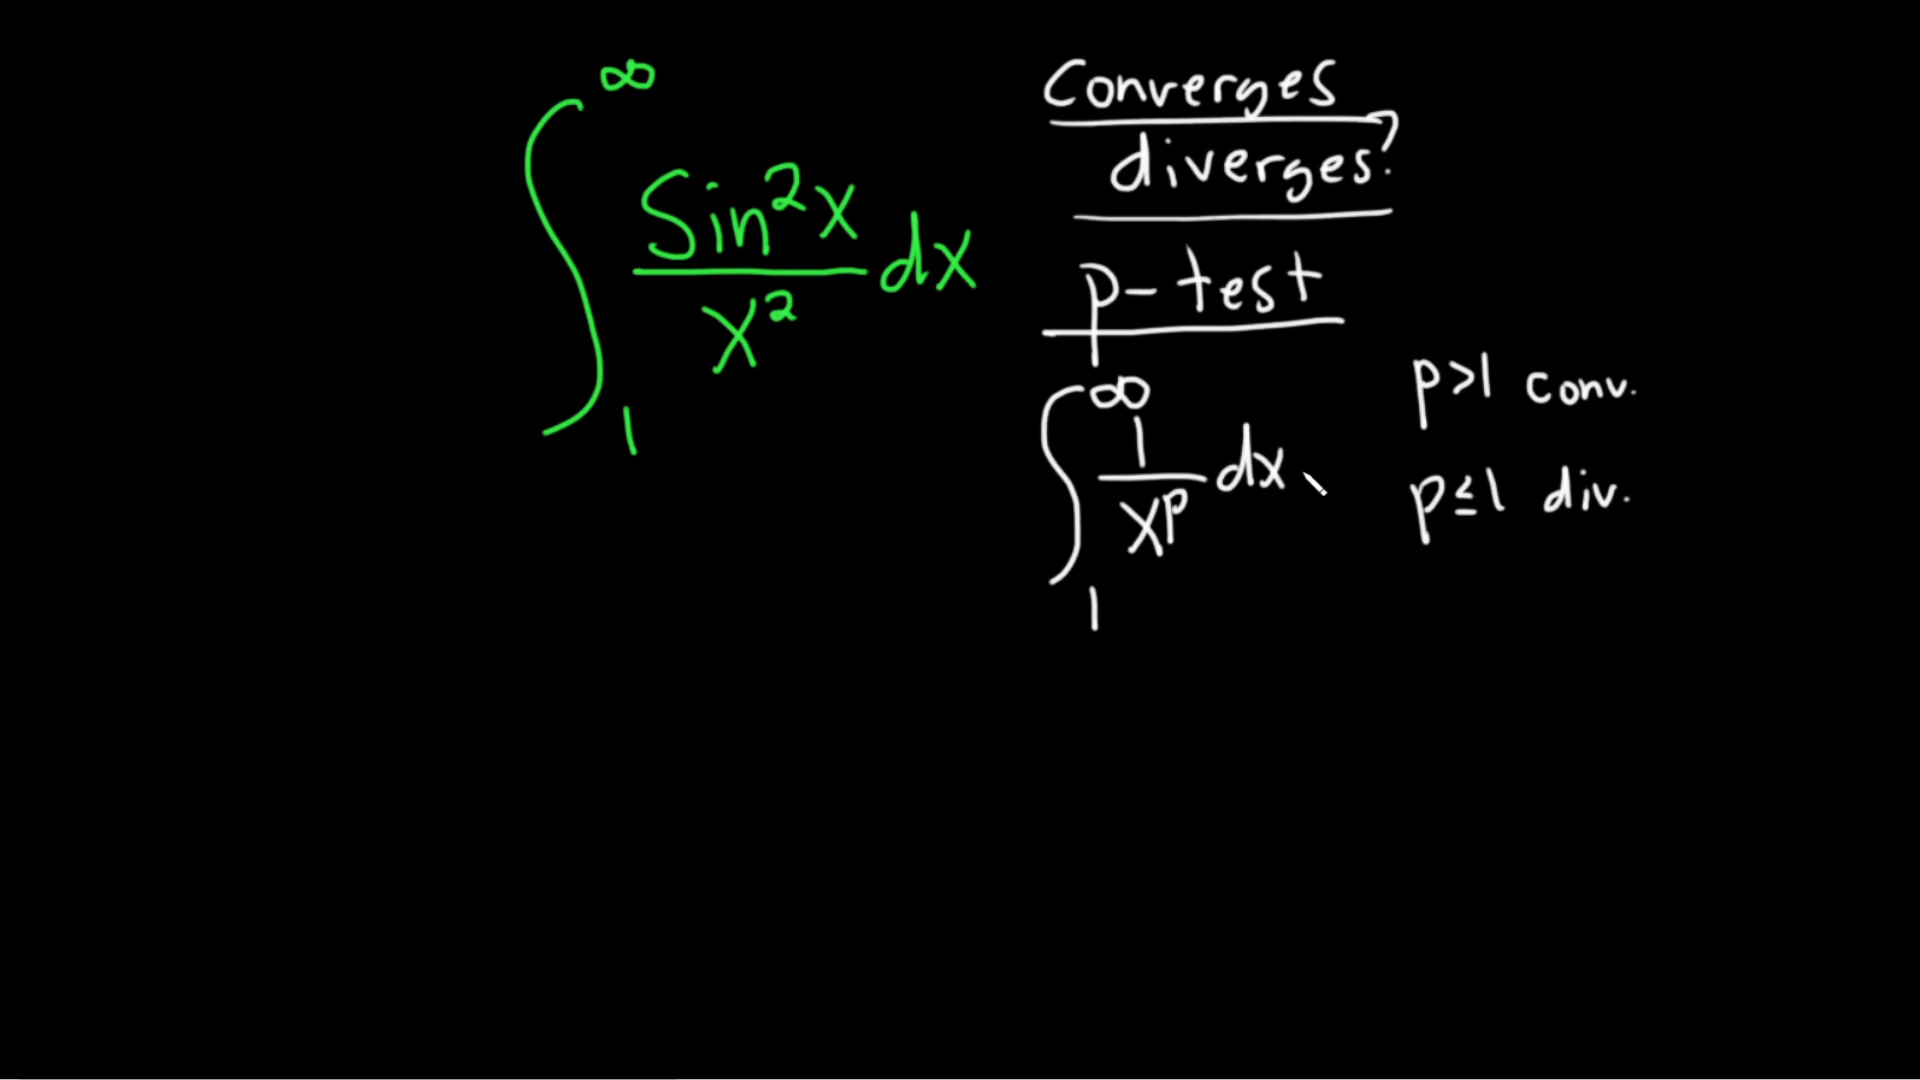 ∫₁^∞ Sin²x/x² dx
Converges
diverges?
p-test
∫₁^∞ 1/x^p dx
p>1 conv.
p≤1 div.